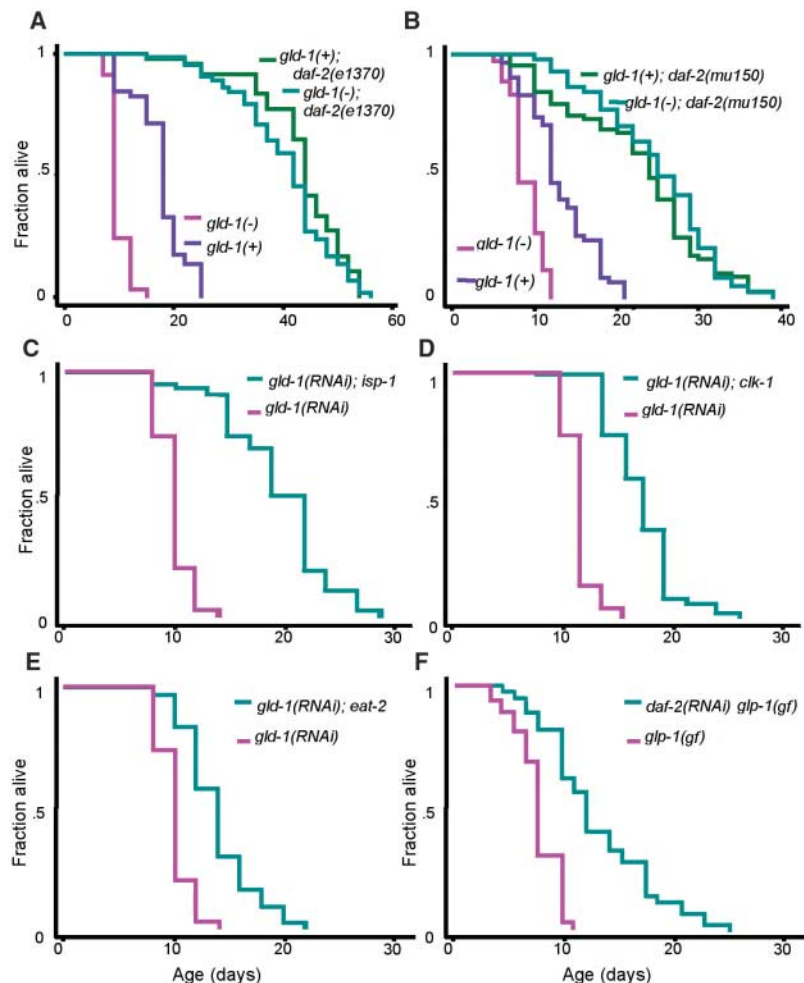 A
1
gld-1(+);
daf-2(e1370)
gld-1(-);
daf-2(e1370)
.5
gld-1(-)
gld-1(+)
0
0
20
40
60
Fraction alive
B
1
gld-1(+); daf-2(mu150)
gld-1(-); daf-2(mu150)
.5
gld-1(-)
gld-1(+)
0
0
10
20
30
40
C
1
gld-1(RNAi); isp-1
gld-1(RNAi)
.5
0
10
20
30
Fraction alive
D
1
gld-1(RNAi); clk-1
gld-1(RNAi)
.5
0
10
20
30
E
1
gld-1(RNAi); eat-2
gld-1(RNAi)
.5
0
0
10
20
30
Fraction alive
Age (days)
F
1
daf-2(RNAi) glp-1(gf)
glp-1(gf)
.5
0
0
10
20
30
Fraction alive
Age (days)